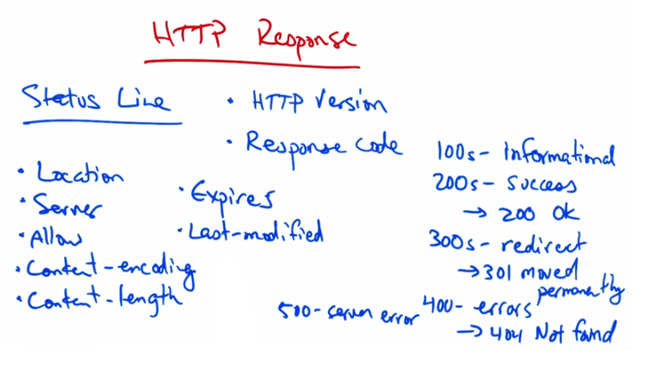 HTTP Response
Status Line
• HTTP Version
• Response Code
100s - Informational
200s - Success
→ 200 OK
300s - redirect
→ 301 moved permanently
400 - errors
→ 404 Not found
500 - server error
• Location
• Server
• Allow
• Content-encoding
• Content-length
• Expires
• Last-modified